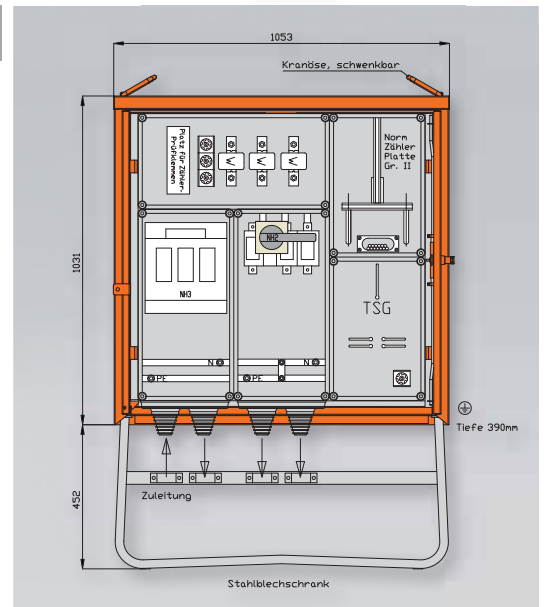 1053
Kranöse, schwenkbar
Platz für Zähler-
Prüfklemmen
W W W
Norm
Zähler
Platte
Gr. II
1031
NH2
NH3
TSG
N
N
PE
PE
Tiefe 390mm
452
Zuleitung
Stahlblechschrank